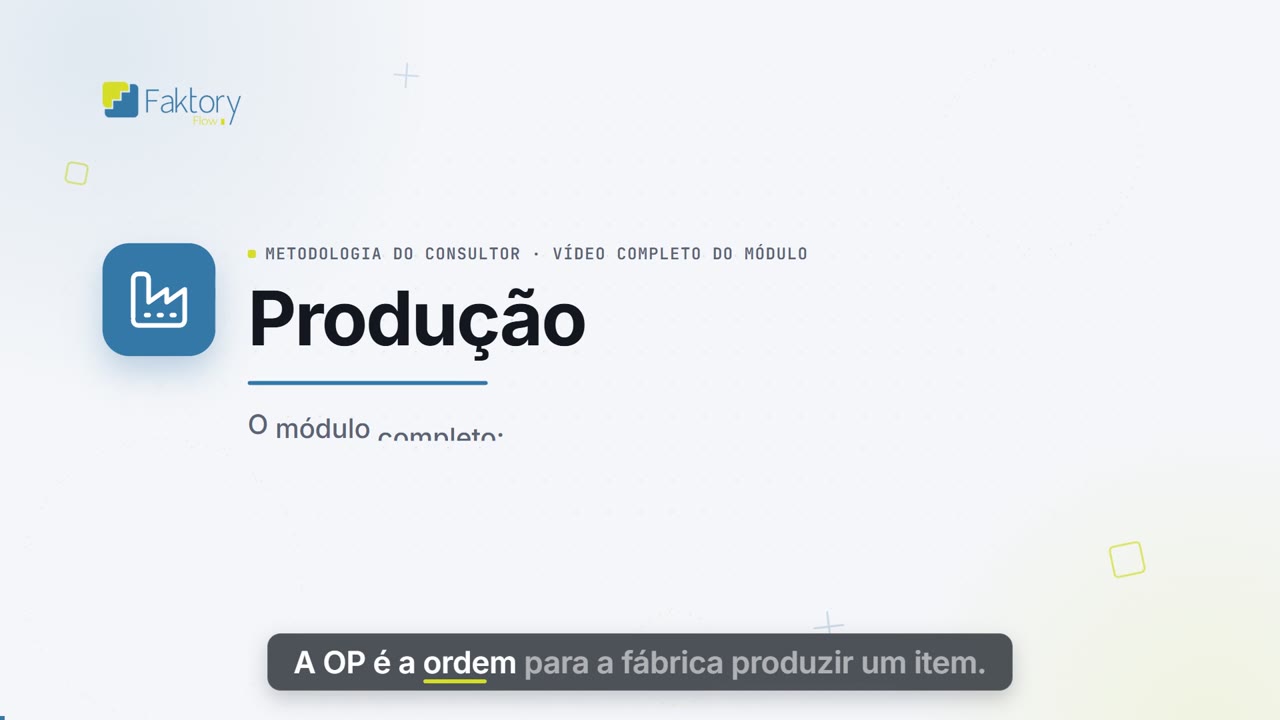 Faktory
Flow
METODOLOGIA DO CONSULTOR · VÍDEO COMPLETO DO MÓDULO
Produção
O módulo completo:
A OP é a ordem para a fábrica produzir um item.